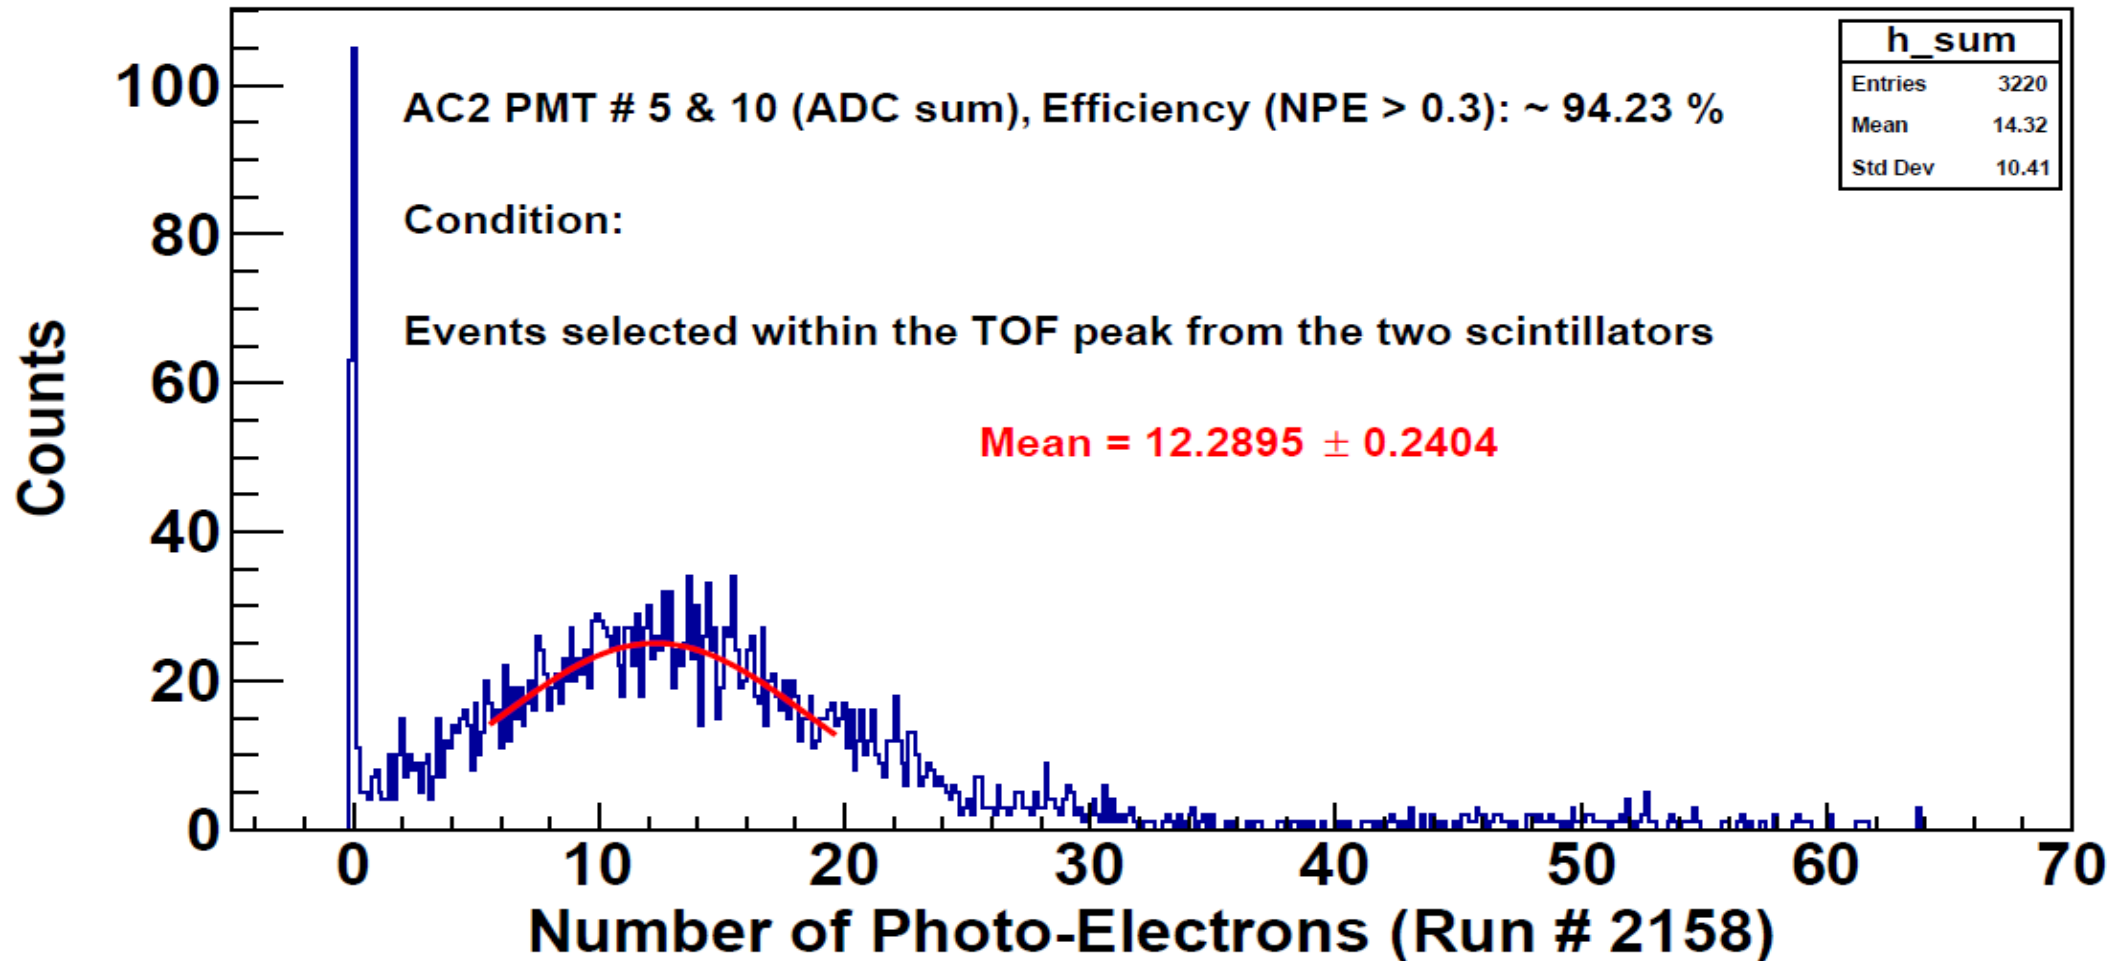 h_sum
Entries 3220
Mean 14.32
Std Dev 10.41
AC2 PMT # 5 & 10 (ADC sum), Efficiency (NPE > 0.3): ~ 94.23 %
Condition:
Events selected within the TOF peak from the two scintillators
Mean = 12.2895 ± 0.2404
Counts
100
80
60
40
20
0
0 10 20 30 40 50 60 70
Number of Photo-Electrons (Run # 2158)